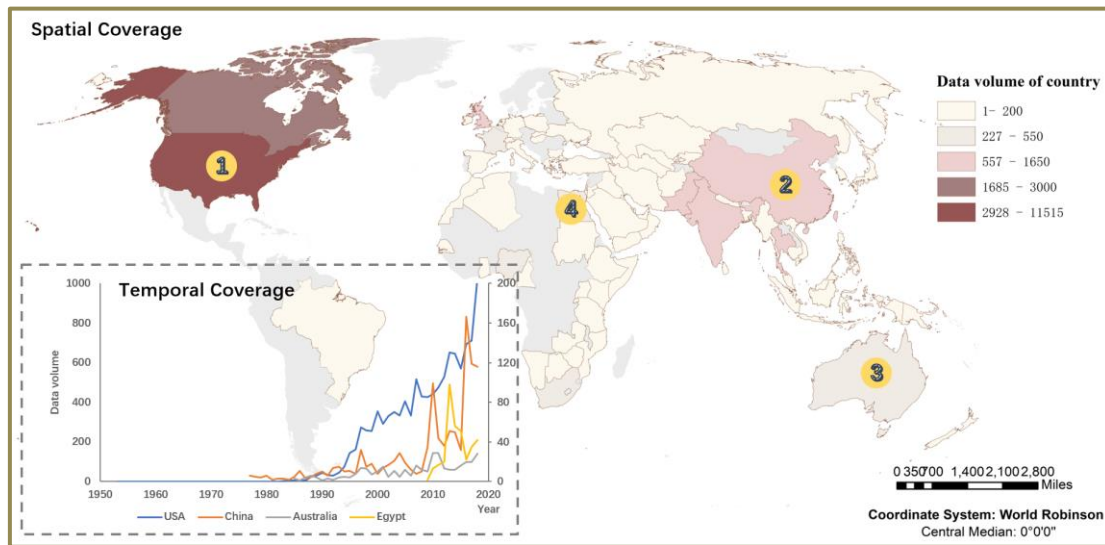 Spatial Coverage
Data volume of country
1- 200
227 - 550
557 - 1650
1685 - 3000
2928 - 11515
1
2
3
4
Temporal Coverage
Data volume
1000
800
600
400
200
0
200
160
120
80
40
0
1950 1960 1970 1980 1990 2000 2010 2020
Year
USA China Australia Egypt
0 350700 1,400 2,100 2,800
Miles
Coordinate System: World Robinson
Central Median: 0°0'0"